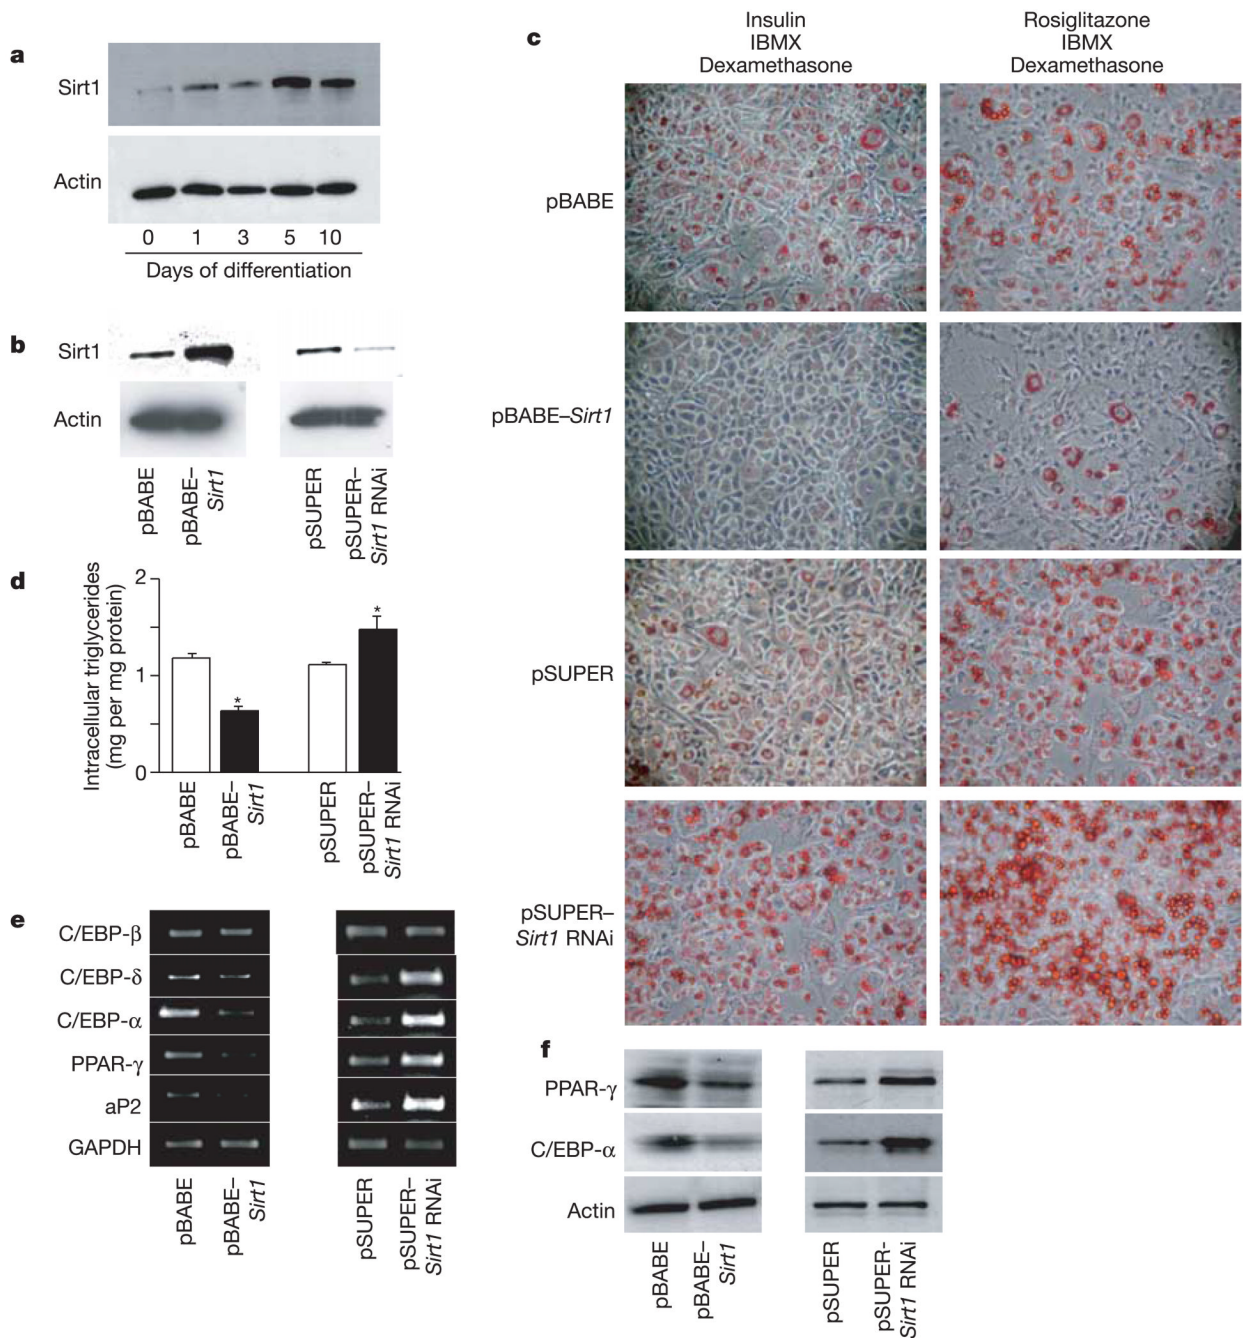 a
Sirt1
Actin
0 1 3 5 10
Days of differentiation
b
Sirt1
Actin
pBABE
pBABE–
Sirt1
pSUPER
pSUPER–
Sirt1 RNAi
c
Insulin
IBMX
Dexamethasone
Rosiglitazone
IBMX
Dexamethasone
pBABE
pBABE–Sirt1
pSUPER
pSUPER–
Sirt1 RNAi
d
Intracellular triglycerides
(mg per mg protein)
2
1
0
*
*
pBABE
pBABE–
Sirt1
pSUPER
pSUPER–
Sirt1 RNAi
e
C/EBP-β
C/EBP-δ
C/EBP-α
PPAR-γ
aP2
GAPDH
pBABE
pBABE–
Sirt1
pSUPER
pSUPER–
Sirt1 RNAi
f
PPAR-γ
C/EBP-α
Actin
pBABE
pBABE–
Sirt1
pSUPER
pSUPER-
Sirt1 RNAi